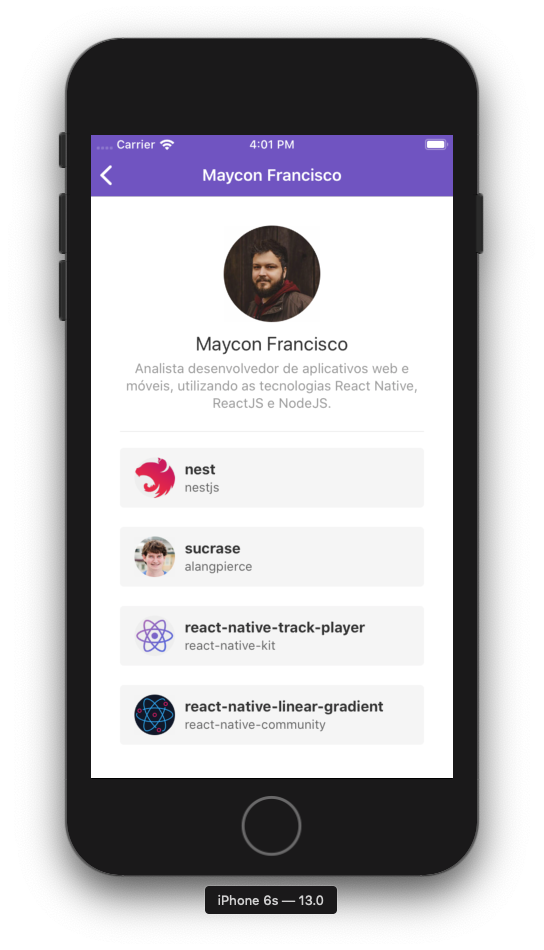 Carrier 4:01 PM
Maycon Francisco
Maycon Francisco
Analista desenvolvedor de aplicativos web e
móveis, utilizando as tecnologias React Native,
ReactJS e NodeJS.
nest
nestjs
sucrase
alangpierce
react-native-track-player
react-native-kit
react-native-linear-gradient
react-native-community
iPhone 6s — 13.0